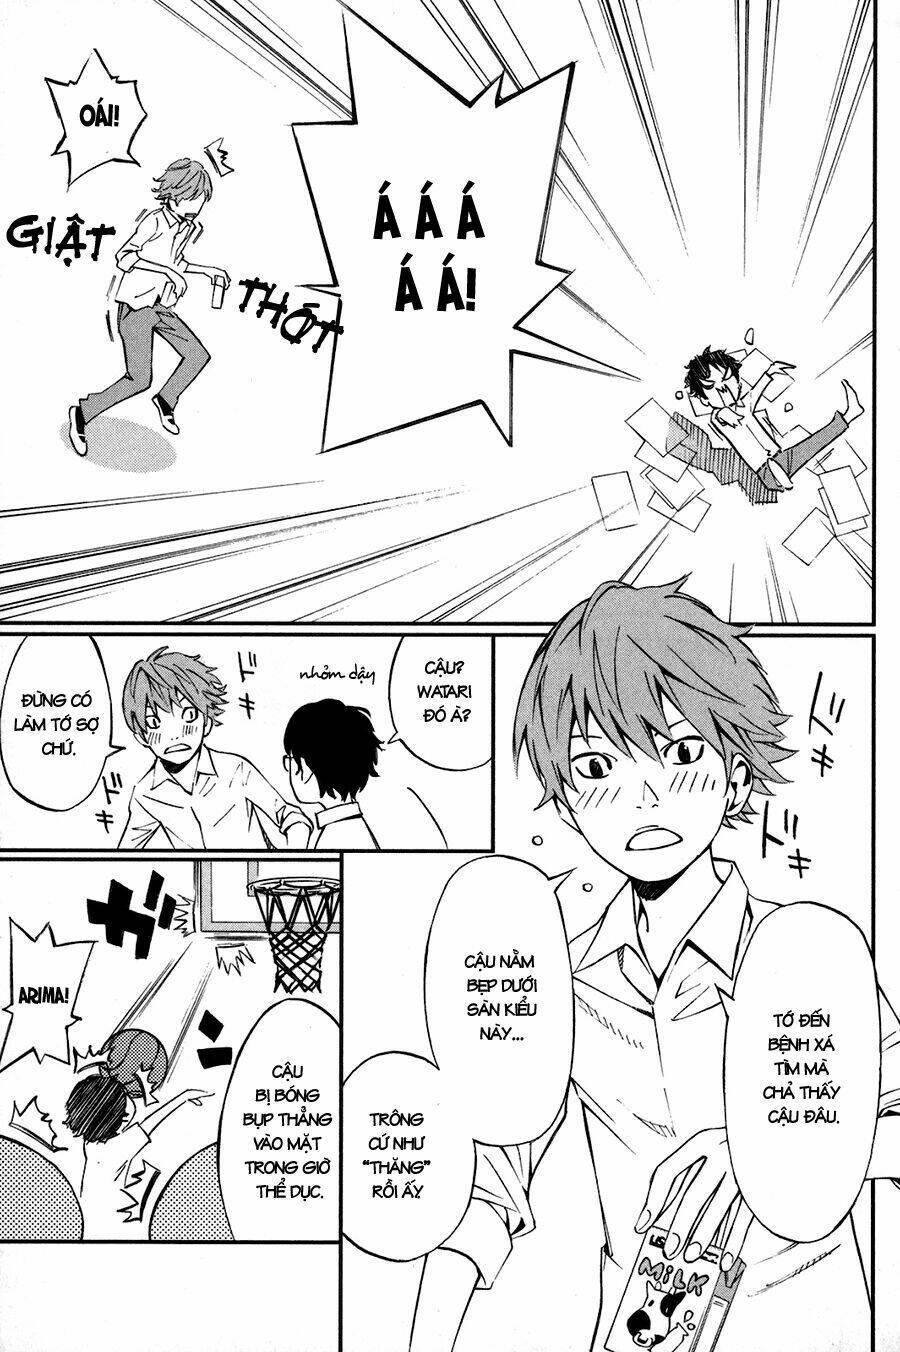 Á Á Á
Á Á!
OÁI!
GIẬT
THÓT
CẬU?
WATARI
ĐÓ À?
nhỏm dậy
ドキ
ĐỪNG CÓ
LÀM TỚ SỢ
CHỨ.
ドキ
ドキ
TỚ ĐẾN
BỆNH XÁ
TÌM MÀ
CHẢ THẤY
CẬU ĐÂU.
CẬU NẰM
BẸP DƯỚI
SÀN KIỂU
NÀY...
TRÔNG
CỨ NHƯ
“THĂNG”
RỒI ẤY
MiLK
ARIMA!
CẬU
BỊ BÓNG
BỤP THẲNG
VÀO MẶT
TRONG GIỜ
THỂ DỤC.